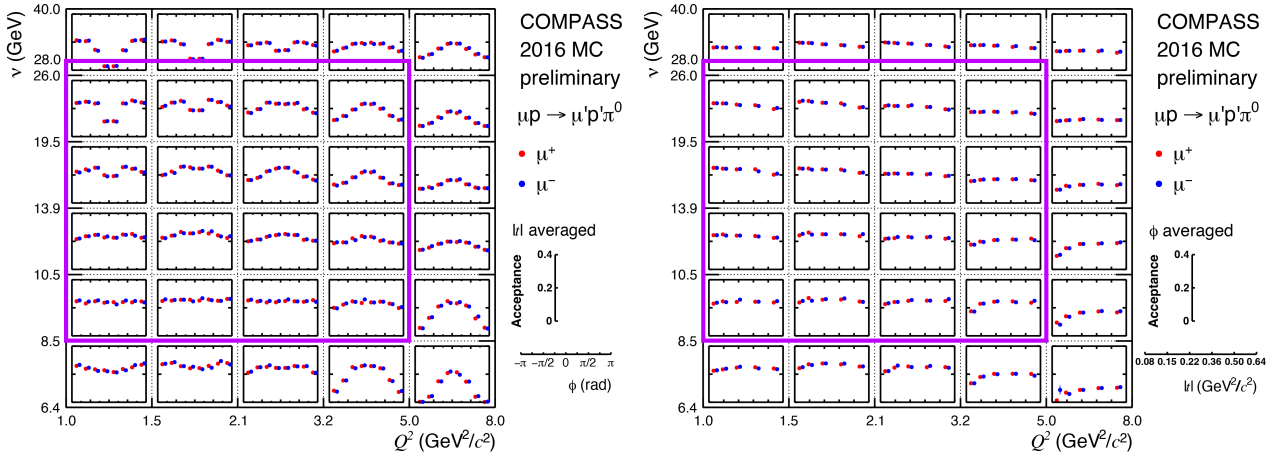 40.0
28.0
26.0
19.5
13.9
10.5
8.5
6.4
ν (GeV)
1.0 1.5 2.1 3.2 5.0 8.0
Q² (GeV²/c²)
COMPASS
2016 MC
preliminary
μp → μ'p'π⁰
μ⁺
μ⁻
|t| averaged
Acceptance
0.4
0.2
0
−π −π/2 0 π/2 π
ϕ (rad)
40.0
28.0
26.0
19.5
13.9
10.5
8.5
6.4
ν (GeV)
1.0 1.5 2.1 3.2 5.0 8.0
Q² (GeV²/c²)
COMPASS
2016 MC
preliminary
μp → μ'p'π⁰
μ⁺
μ⁻
ϕ averaged
Acceptance
0.4
0.2
0
0.08 0.15 0.22 0.36 0.50 0.64
|t| (GeV²/c²)